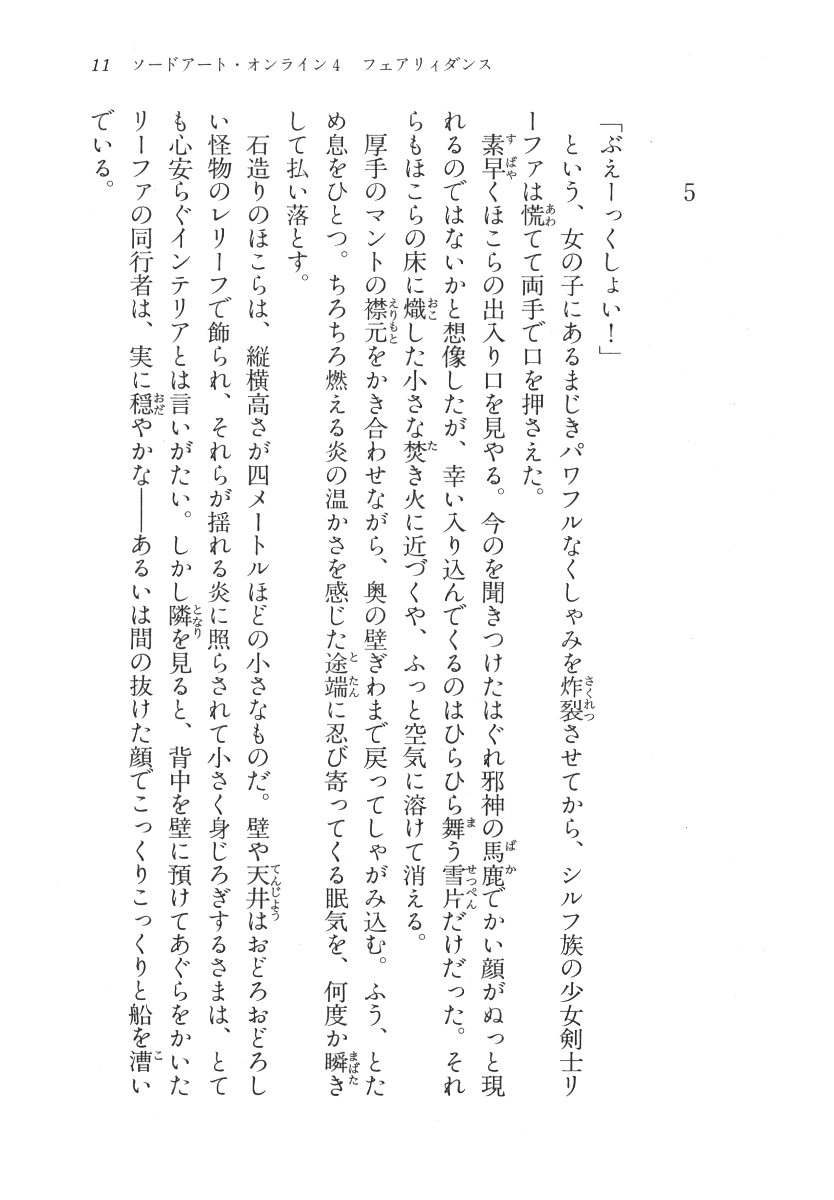 11 ソードアート・オンライン4 フェアリィダンス
5
「ぶえーっくしょい！」
という、女の子にあるまじきパワフルなくしゃみを炸裂させてから、シルフ族の少女剣士リ
ーファは慌てて両手で口を押さえた。
素早くほこらの出入り口を見やる。今のを聞きつけたはぐれ邪神の馬鹿でかい顔がぬっと現
れるのではないかと想像したが、幸い入り込んでくるのはひらひら舞う雪片だけだった。それ
らもほこらの床に熾した小さな焚き火に近づくや、ふっと空気に溶けて消える。
厚手のマントの襟元をかき合わせながら、奥の壁ぎわまで戻ってしゃがみ込む。ふう、とた
め息をひとつ。ちろちろ燃える炎の温かさを感じた途端に忍び寄ってくる眠気を、何度か瞬き
して払い落とす。
石造りのほこらは、縦横高さが四メートルほどの小さなものだ。壁や天井はおどろおどろし
い怪物のレリーフで飾られ、それらが揺れる炎に照らされて小さく身じろぎするさまは、とて
も心安らぐインテリアとは言いがたい。しかし隣を見ると、背中を壁に預けてあぐらをかいた
リーファの同行者は、実に穏やかな――あるいは間の抜けた顔でこっくりこっくりと船を漕い
でいる。